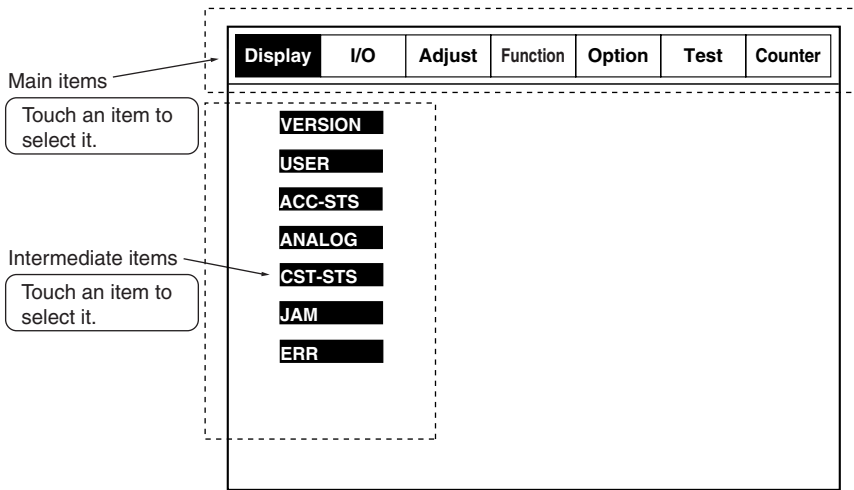 Display I/O Adjust Function Option Test Counter
Main items
Touch an item to
select it.
VERSION
USER
ACC-STS
ANALOG
Intermediate items
CST-STS
Touch an item to
select it.
JAM
ERR